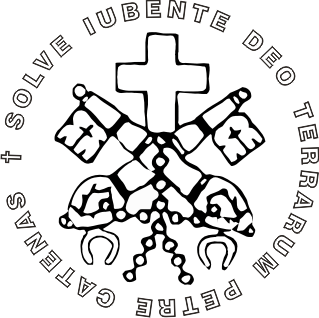 † SOLVE IUBENTE DEO TERRARUM PETRE CATENAS